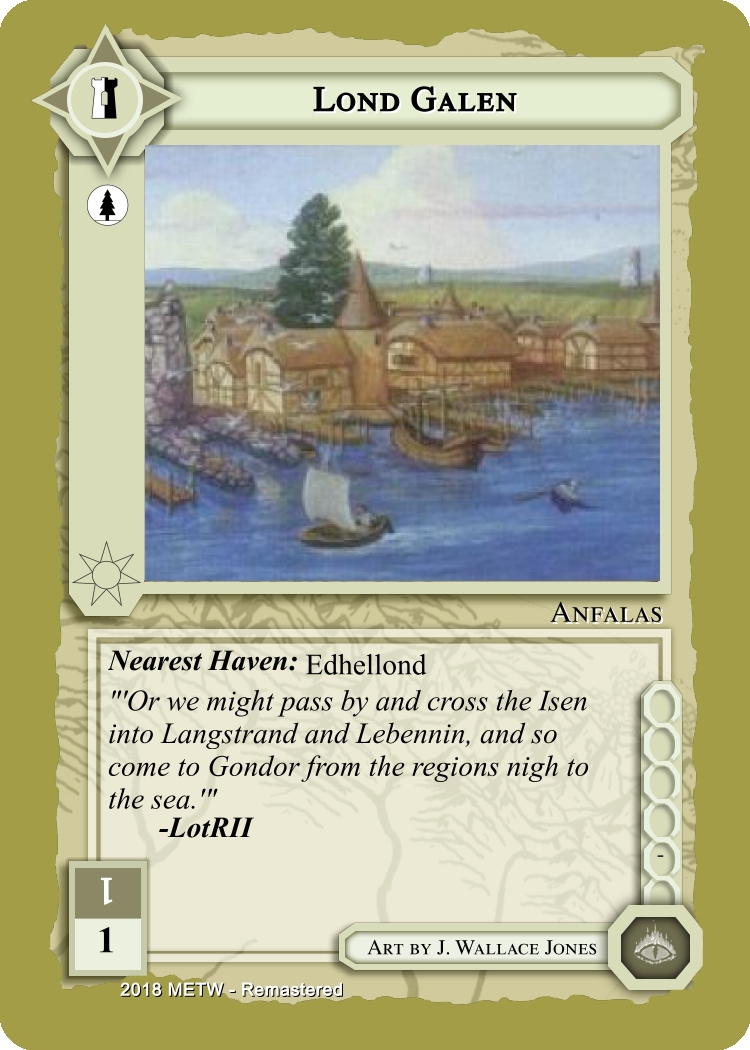 Lond Galen
Anfalas
Nearest Haven: Edhellond
"'Or we might pass by and cross the Isen
into Langstrand and Lebennin, and so
come to Gondor from the regions nigh to
the sea.'"
-LotRII
-
1
1
Art by J. Wallace Jones
2018 METW - Remastered